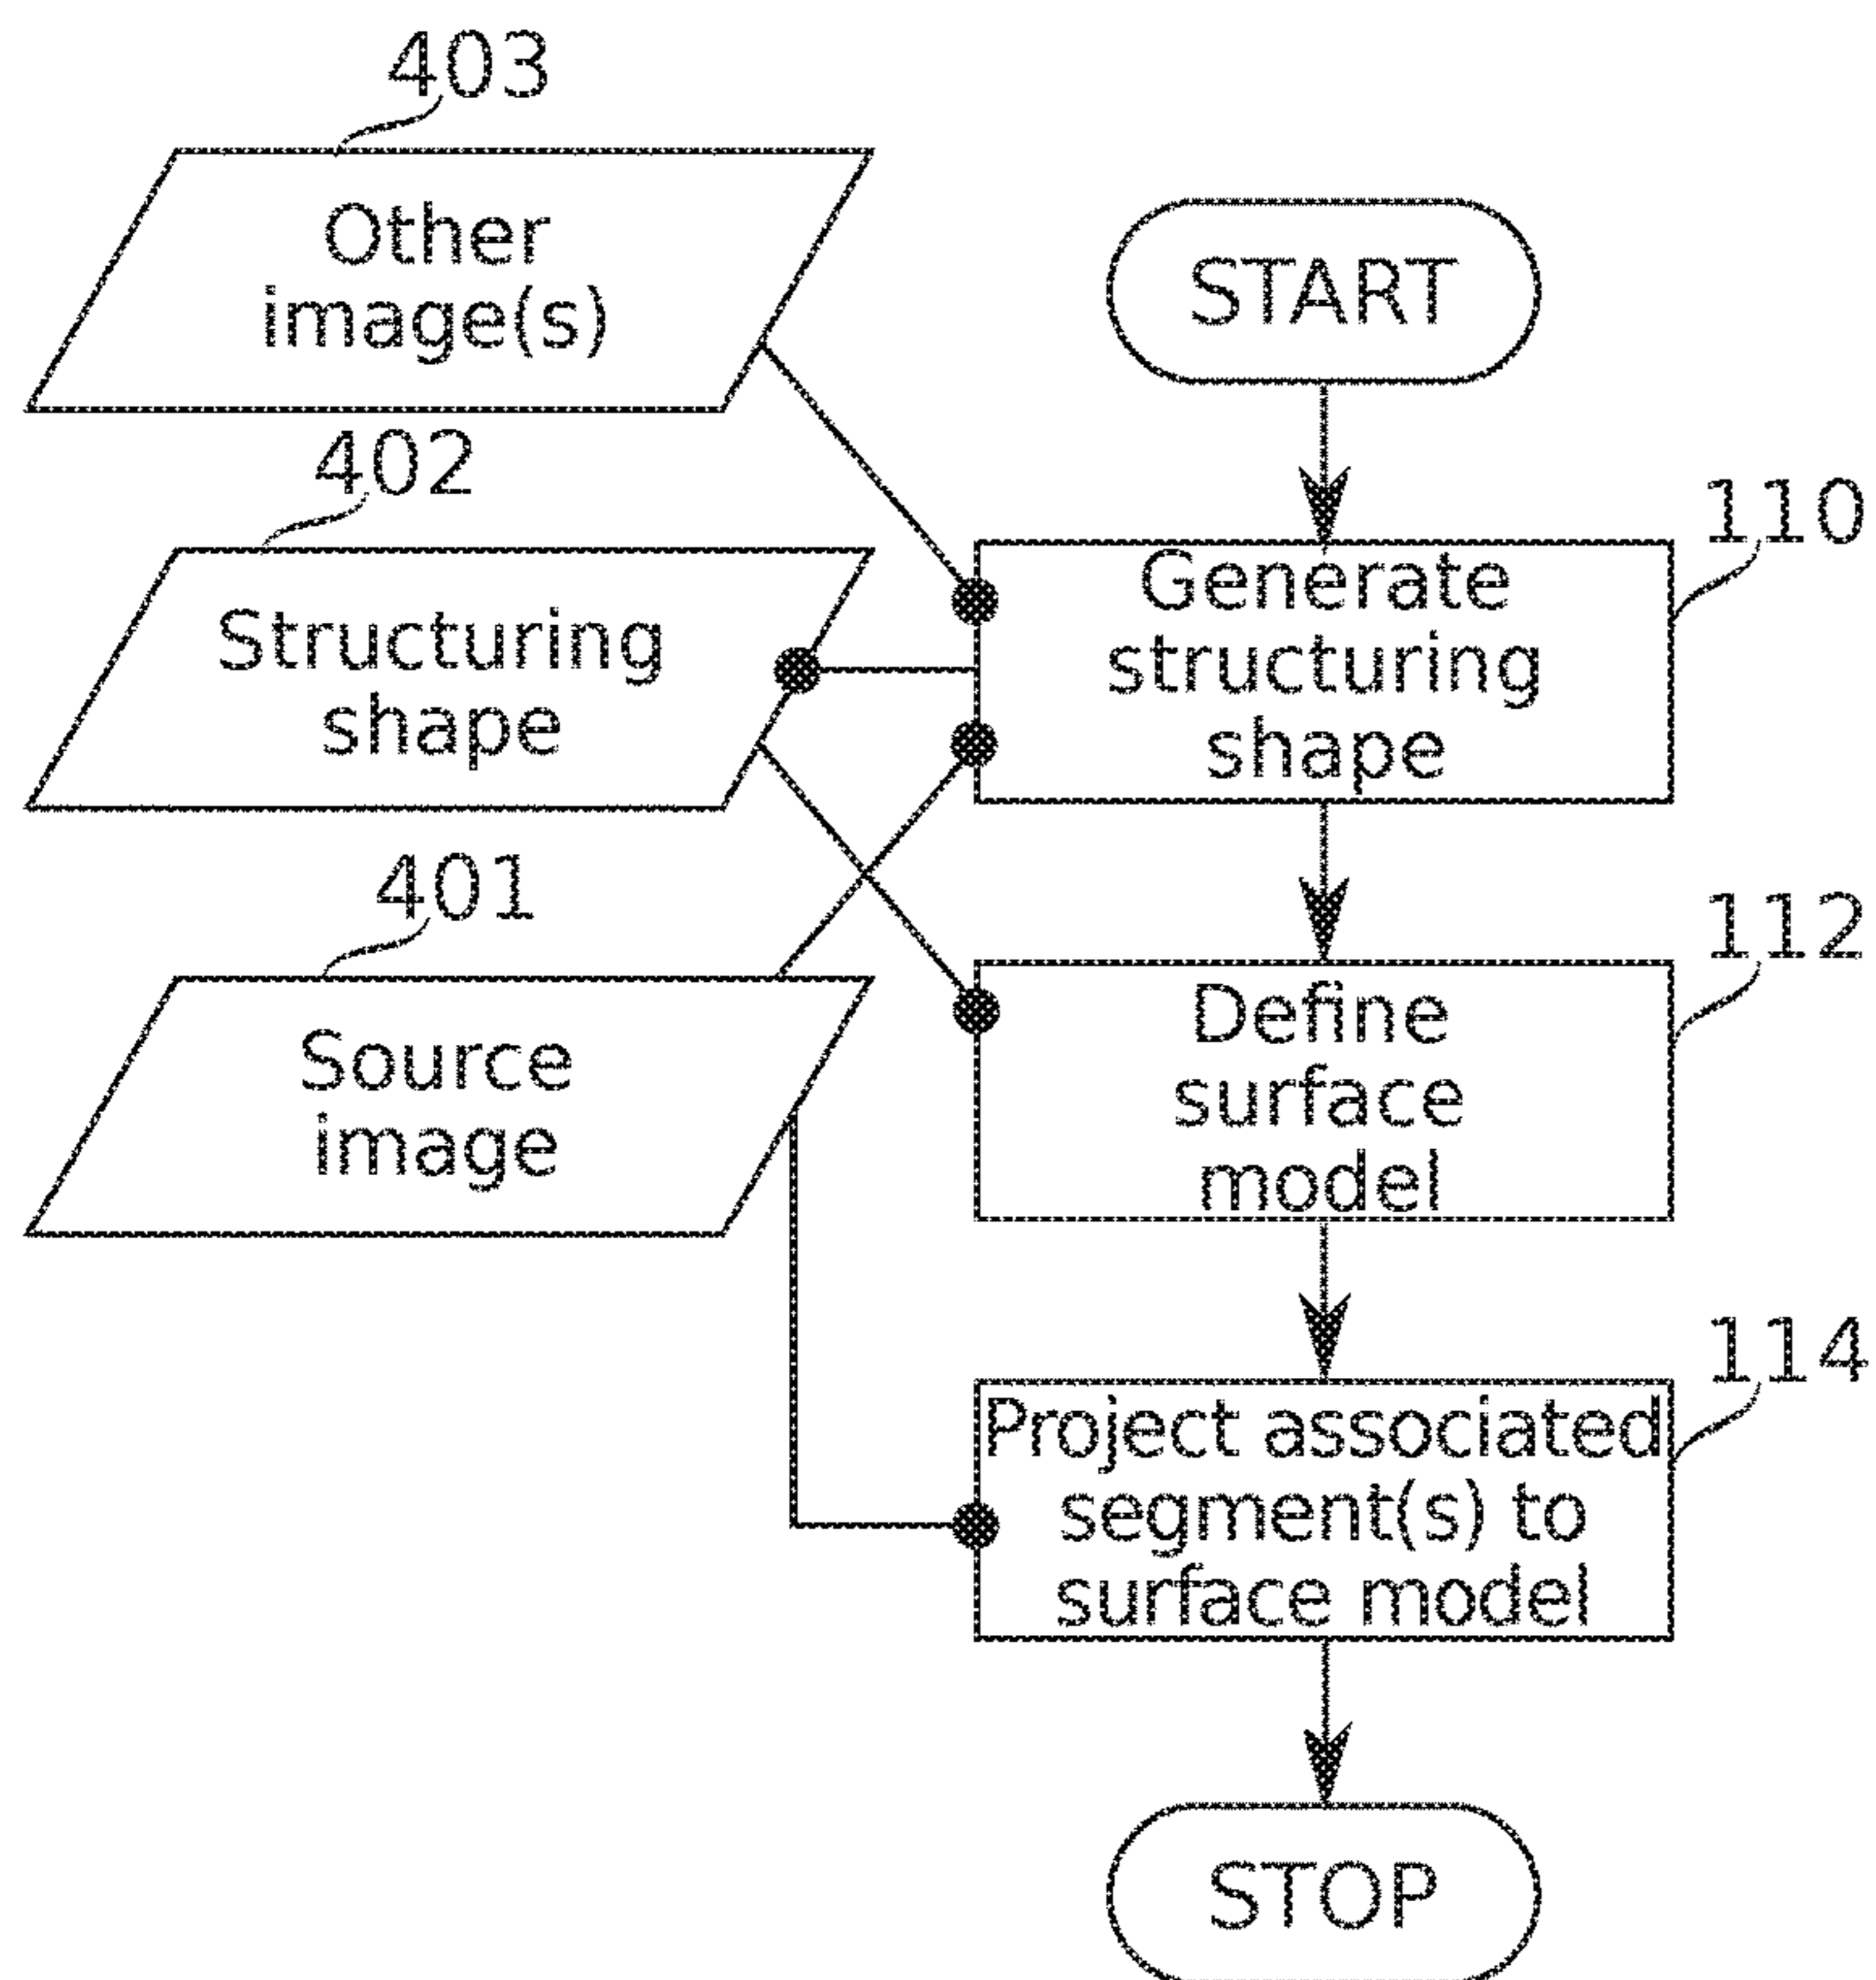 403
Other
image(s)
START
402
110
Structuring
shape
Generate
structuring
shape
401
112
Source
image
Define
surface
model
114
Project associated
segment(s) to
surface model
STOP